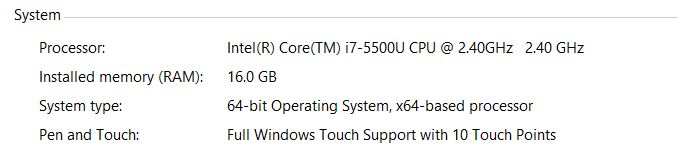 System
Processor: Intel(R) Core(TM) i7-5500U CPU @ 2.40GHz 2.40 GHz
Installed memory (RAM): 16.0 GB
System type: 64-bit Operating System, x64-based processor
Pen and Touch: Full Windows Touch Support with 10 Touch Points